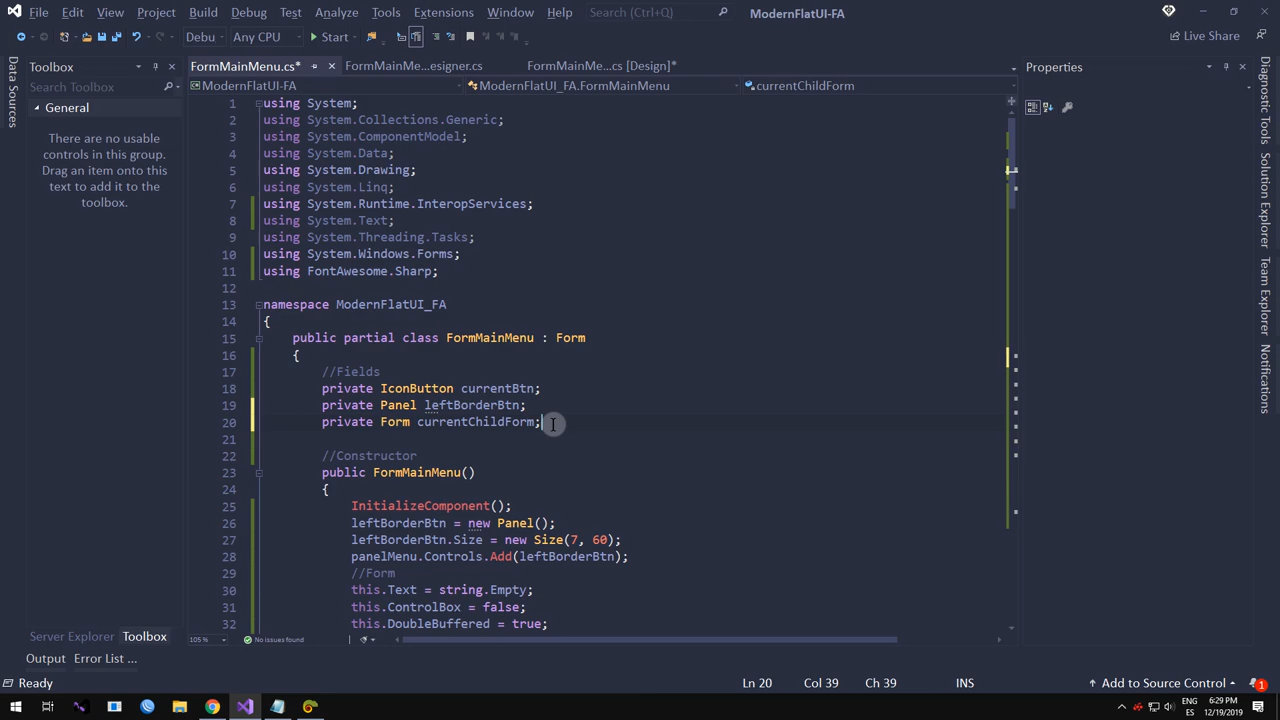 File Edit View Project Build Debug Test Analyze Tools Extensions Window Help Search (Ctrl+Q) ModernFlatUI-FA
Debu Any CPU Start Live Share
Data Sources
Toolbox
Search Toolbox
General
There are no usable
controls in this group.
Drag an item onto this
text to add it to the
toolbox.
Server Explorer Toolbox
FormMainMenu.cs* FormMainMe...esigner.cs FormMainMe....cs [Design]*
ModernFlatUI-FA ModernFlatUI_FA.FormMainMenu currentChildForm
1 using System;
2 using System.Collections.Generic;
3 using System.ComponentModel;
4 using System.Data;
5 using System.Drawing;
6 using System.Linq;
7 using System.Runtime.InteropServices;
8 using System.Text;
9 using System.Threading.Tasks;
10 using System.Windows.Forms;
11 using FontAwesome.Sharp;
12
13 namespace ModernFlatUI_FA
14 {
15 public partial class FormMainMenu : Form
16 {
17 //Fields
18 private IconButton currentBtn;
19 private Panel leftBorderBtn;
20 private Form currentChildForm;
21
22 //Constructor
23 public FormMainMenu()
24 {
25 InitializeComponent();
26 leftBorderBtn = new Panel();
27 leftBorderBtn.Size = new Size(7, 60);
28 panelMenu.Controls.Add(leftBorderBtn);
29 //Form
30 this.Text = string.Empty;
31 this.ControlBox = false;
32 this.DoubleBuffered = true;
105 % No issues found
Properties
Diagnostic Tools
Solution Explorer
Team Explorer
Notifications
Output Error List ...
Ready Ln 20 Col 39 Ch 39 INS Add to Source Control 1
ENG 6:29 PM
ES 12/19/2019